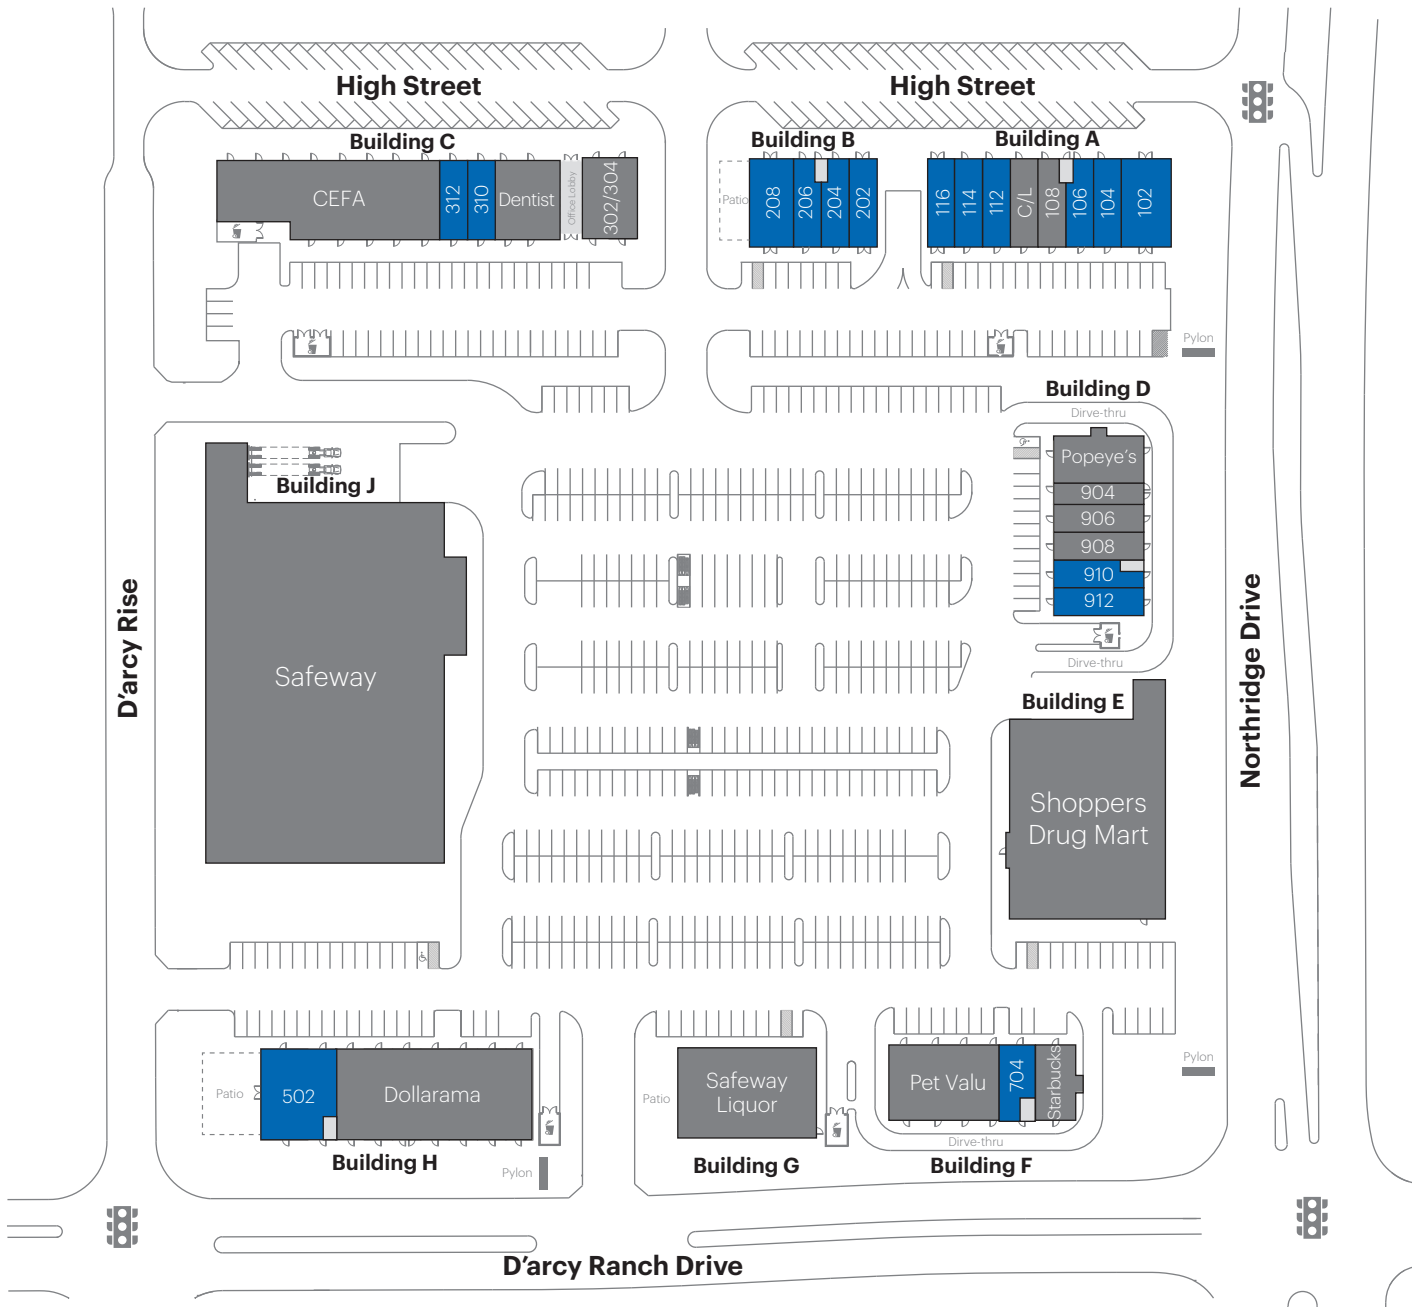 High Street
High Street
Building C
Building B
Building A
CEFA
312
310
Dentist
Office Lobby
302/304
Patio
208
206
204
202
116
114
112
C/L
108
106
104
102
Pylon
Building D
Dirve-thru
Popeye's
904
906
908
910
912
Dirve-thru
Building J
Safeway
D'arcy Rise
Northridge Drive
Building E
Shoppers
Drug Mart
Patio
502
Dollarama
Building H
Pylon
Patio
Safeway
Liquor
Building G
Pet Valu
704
Starbucks
Dirve-thru
Building F
Pylon
D'arcy Ranch Drive